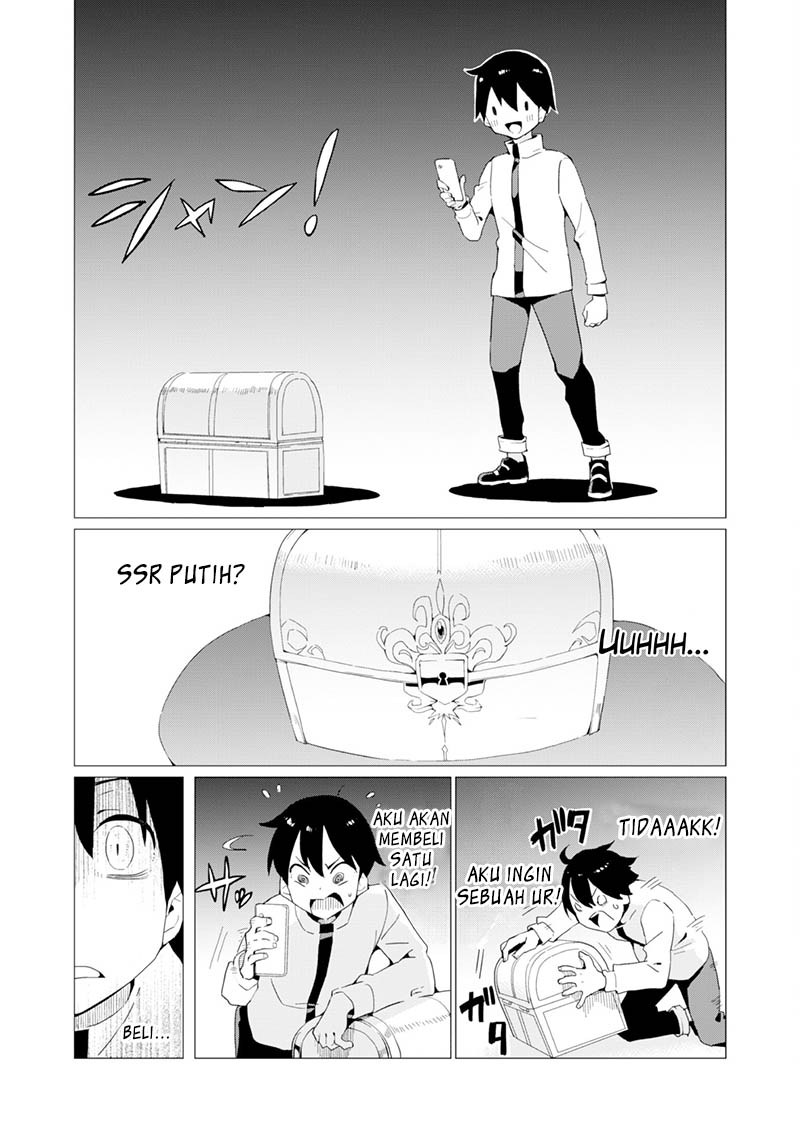 ジャン!
SSR PUTIH?
UUHHH...
ガタ
TIDAAAKK!
AKU INGIN
SEBUAH UR!
ガタ
AKU AKAN
MEMBELI
SATU
LAGI!
BELI...